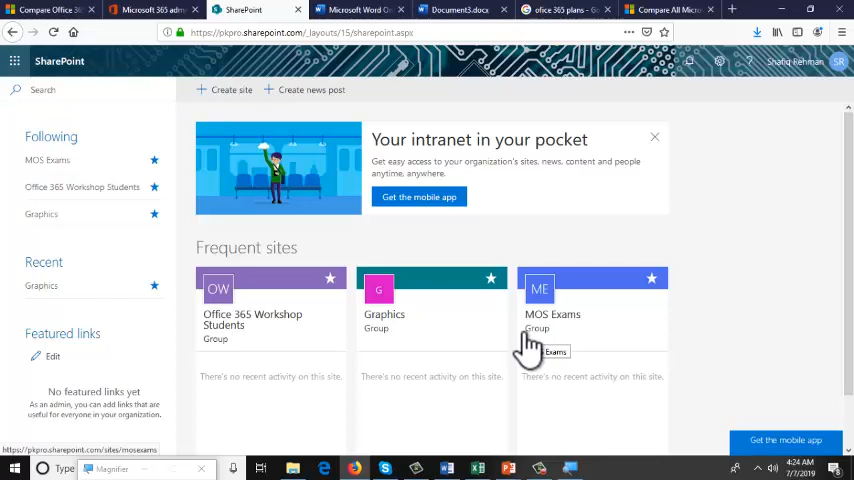 Compare Office 36
Microsoft 365 adm
SharePoint
Microsoft Word On
Document3.docx
ofice 365 plans - Go
Compare All Micros
https://pkpro.sharepoint.com/_layouts/15/sharepoint.aspx
SharePoint
Shafiq Rehman
SR
Search
Create site
Create news post
Following
MOS Exams
Office 365 Workshop Students
Graphics
Recent
Graphics
Featured links
Edit
No featured links yet
As an admin, you can add links that are useful for everyone in your organization.
Your intranet in your pocket
Get easy access to your organization's sites, news, content and people
anytime, anywhere.
Get the mobile app
Frequent sites
OW
Office 365 Workshop
Students
Group
There's no recent activity on this site.
G
Graphics
Group
There's no recent activity on this site.
ME
MOS Exams
Group
Exams
There's no recent activity on this site.
Get the mobile app
https://pkpro.sharepoint.com/sites/mosexams
Type
Magnifier
4:24 AM
7/7/2019